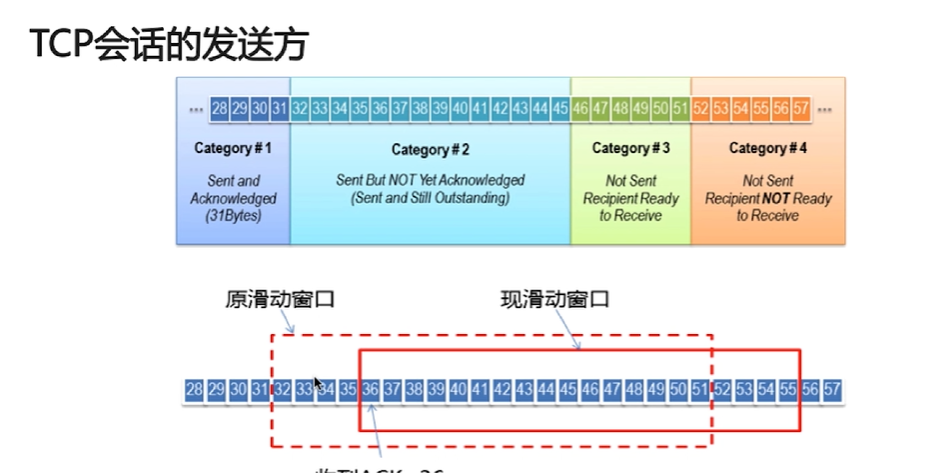 TCP会话的发送方
... 28 29 30 31 32 33 34 35 36 37 38 39 40 41 42 43 44 45 46 47 48 49 50 51 52 53 54 55 56 57 ...
Category # 1
Sent and
Acknowledged
(31Bytes)
Category # 2
Sent But NOT Yet Acknowledged
(Sent and Still Outstanding)
Category # 3
Not Sent
Recipient Ready
to Receive
Category # 4
Not Sent
Recipient NOT Ready
to Receive
原滑动窗口
现滑动窗口
28 29 30 31 32 33 34 35 36 37 38 39 40 41 42 43 44 45 46 47 48 49 50 51 52 53 54 55 56 57
收到ACK